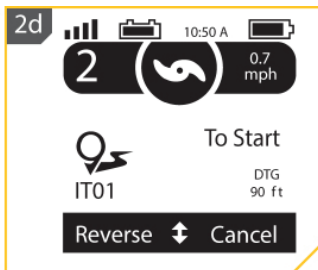 2d
10:50 A
2
0.7
mph
To Start
IT01
DTG
90 ft
Reverse
Cancel